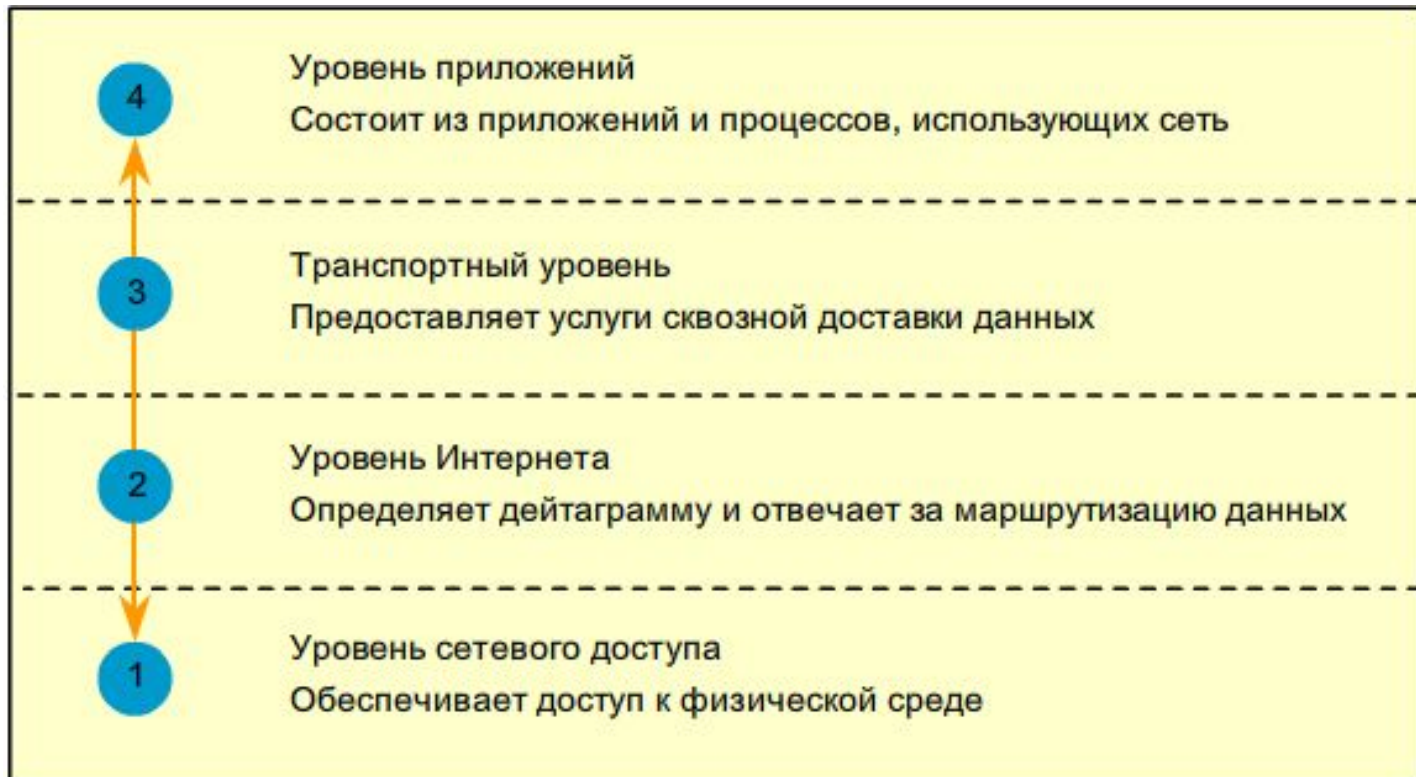 4
Уровень приложений
Состоит из приложений и процессов, использующих сеть
3
Транспортный уровень
Предоставляет услуги сквозной доставки данных
2
Уровень Интернета
Определяет дейтаграмму и отвечает за маршрутизацию данных
1
Уровень сетевого доступа
Обеспечивает доступ к физической среде